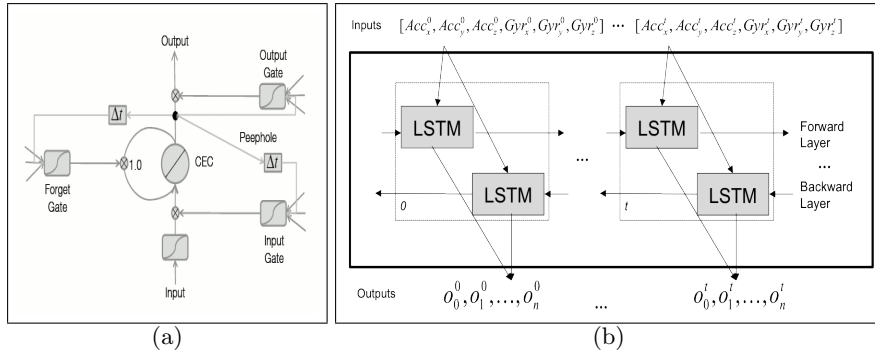 Output
Output
Gate
Δt
Peephole
1.0
CEC
Δt
Forget
Gate
Input
Gate
Input
(a)
Inputs [Acc_x^0, Acc_y^0, Acc_z^0, Gyr_x^0, Gyr_y^0, Gyr_z^0] ... [Acc_x^t, Acc_y^t, Acc_z^t, Gyr_x^t, Gyr_y^t, Gyr_z^t]
LSTM
LSTM
Forward
Layer
...
...
LSTM
LSTM
Backward
Layer
0
t
Outputs o_0^0, o_1^0, ..., o_n^0 ... o_0^t, o_1^t, ..., o_n^t
(b)